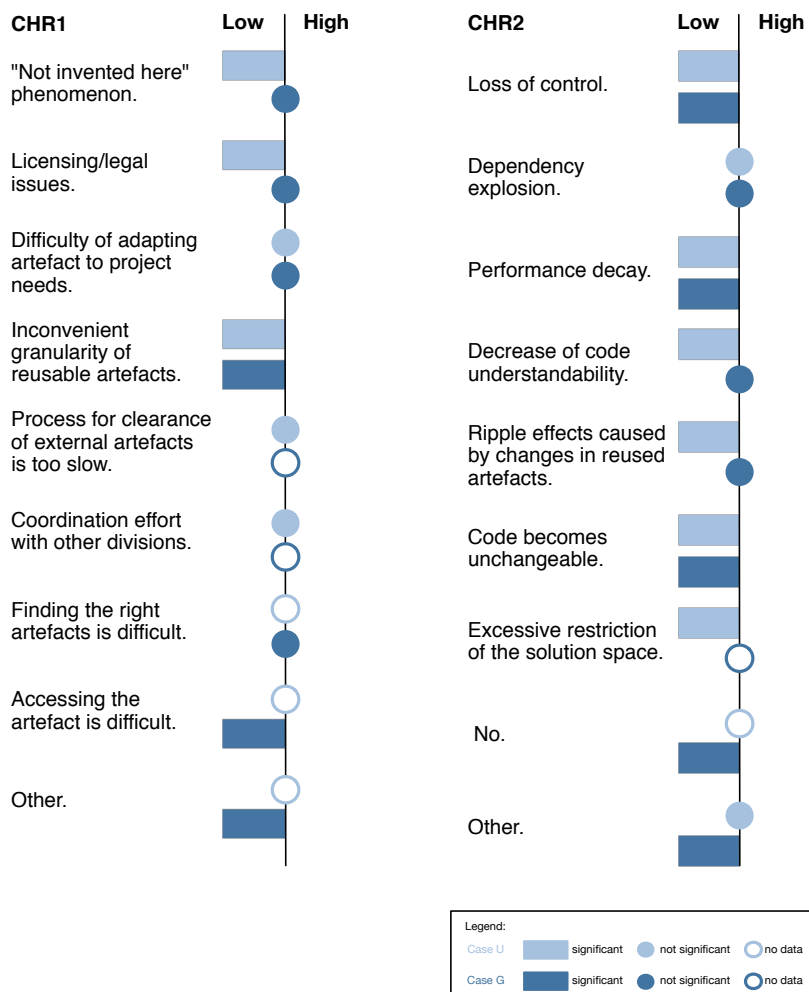 CHR1 Low High
"Not invented here"
phenomenon.
Licensing/legal
issues.
Difficulty of adapting
artefact to project
needs.
Inconvenient
granularity of
reusable artefacts.
Process for clearance
of external artefacts
is too slow.
Coordination effort
with other divisions.
Finding the right
artefacts is difficult.
Accessing the
artefact is difficult.
Other.
CHR2 Low High
Loss of control.
Dependency
explosion.
Performance decay.
Decrease of code
understandability.
Ripple effects caused
by changes in reused
artefacts.
Code becomes
unchangeable.
Excessive restriction
of the solution space.
No.
Other.
Legend:
Case U significant not significant no data
Case G significant not significant no data